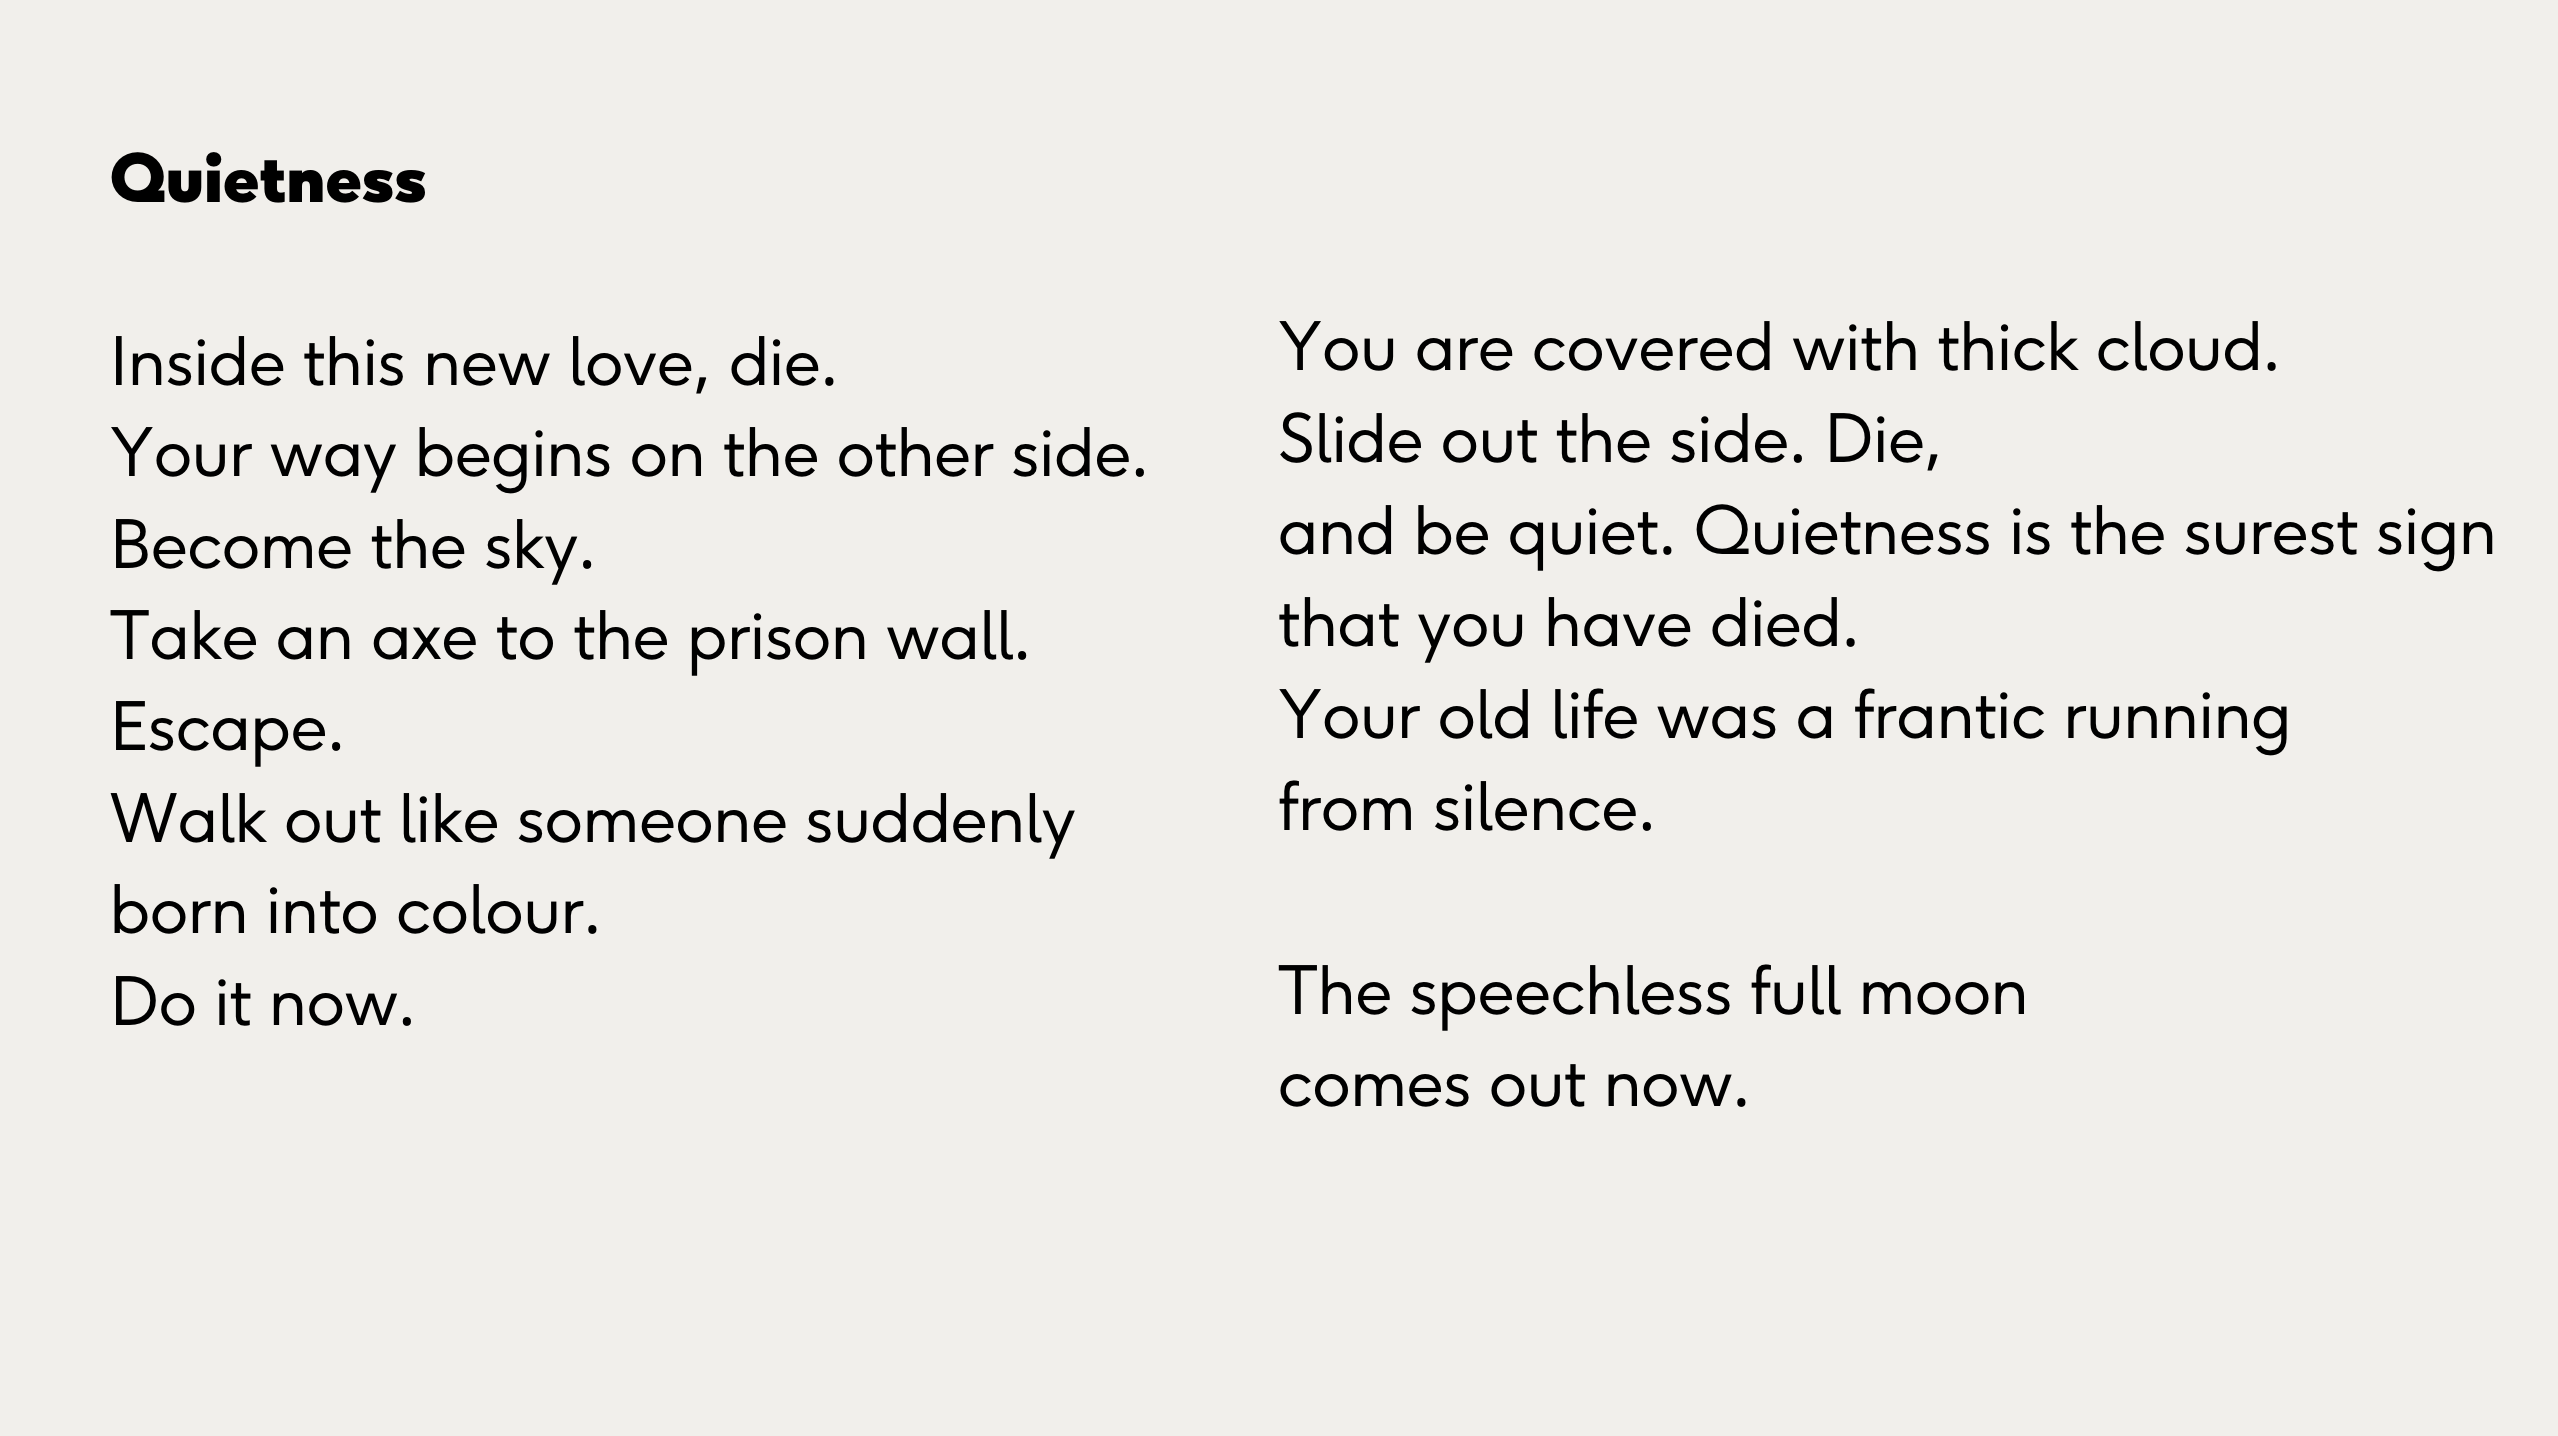 Quietness
Inside this new love, die.
Your way begins on the other side.
Become the sky.
Take an axe to the prison wall.
Escape.
Walk out like someone suddenly
born into colour.
Do it now.
You are covered with thick cloud.
Slide out the side. Die,
and be quiet. Quietness is the surest sign
that you have died.
Your old life was a frantic running
from silence.
The speechless full moon
comes out now.